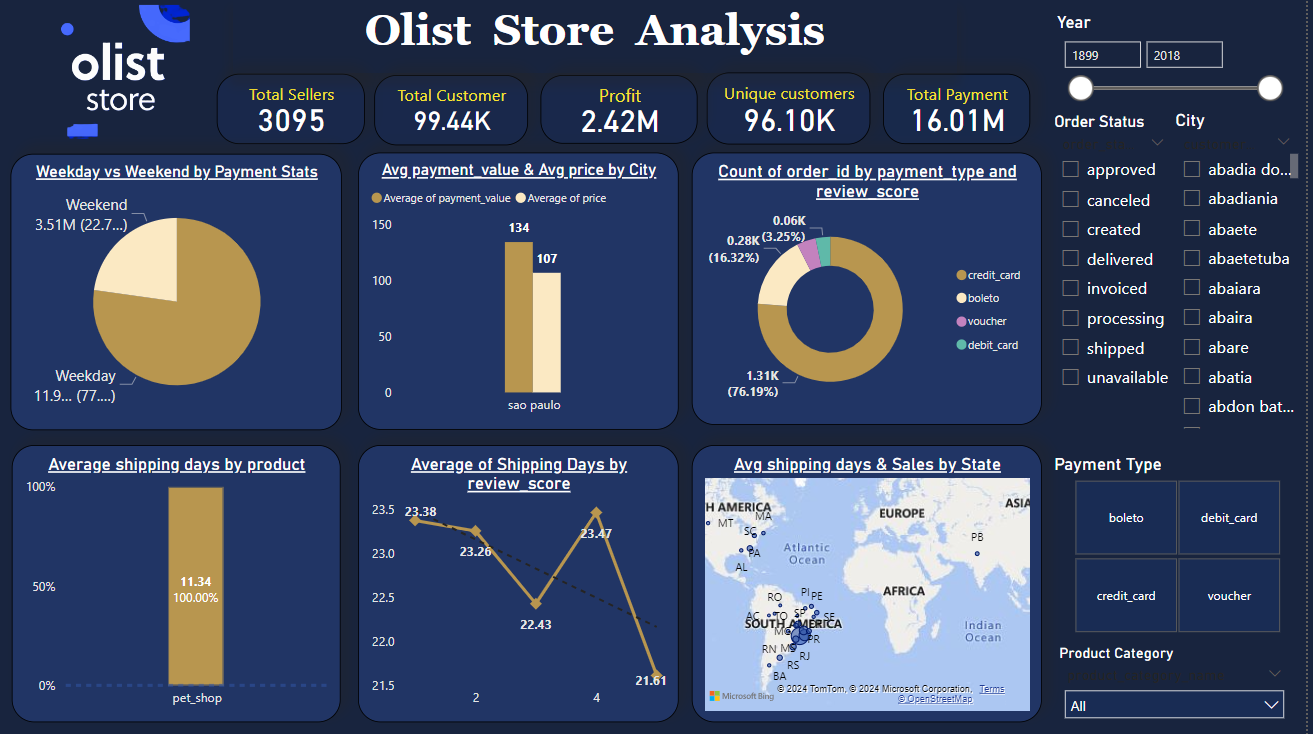 olist
store
Olist Store Analysis
Total Sellers
3095
Total Customer
99.44K
Profit
2.42M
Unique customers
96.10K
Total Payment
16.01M
Year
1899
2018
Order Status
approved
canceled
created
delivered
invoiced
processing
shipped
unavailable
City
abadia do...
abadiania
abaete
abaetetuba
abaiara
abaira
abare
abatia
abdon bat...
Weekday vs Weekend by Payment Stats
Weekend
3.51M (22.7...)
Weekday
11.9... (77....)
Avg payment_value & Avg price by City
Average of payment_value
Average of price
150
100
50
0
134
107
sao paulo
Count of order_id by payment_type and
review_score
0.06K
(3.25%)
0.28K
(16.32%)
1.31K
(76.19%)
credit_card
boleto
voucher
debit_card
Average shipping days by product
100%
50%
0%
11.34
100.00%
pet_shop
Average of Shipping Days by
review_score
23.5
23.0
22.5
22.0
21.5
23.38
23.26
22.43
23.47
21.61
2
4
Avg shipping days & Sales by State
H AMERICA
EUROPE
ASIA
MT
MA
SC
PA
AL
Atlantic
Ocean
PB
AFRICA
RO
PI
PE
AC
TO
SP
SE
SOUTH AMERICA
PR
RN
MS
RJ
RS
BA
Indian
Ocean
Microsoft Bing
© 2024 TomTom, © 2024 Microsoft Corporation,
Terms
© OpenStreetMap
Payment Type
boleto
debit_card
credit_card
voucher
Product Category
All